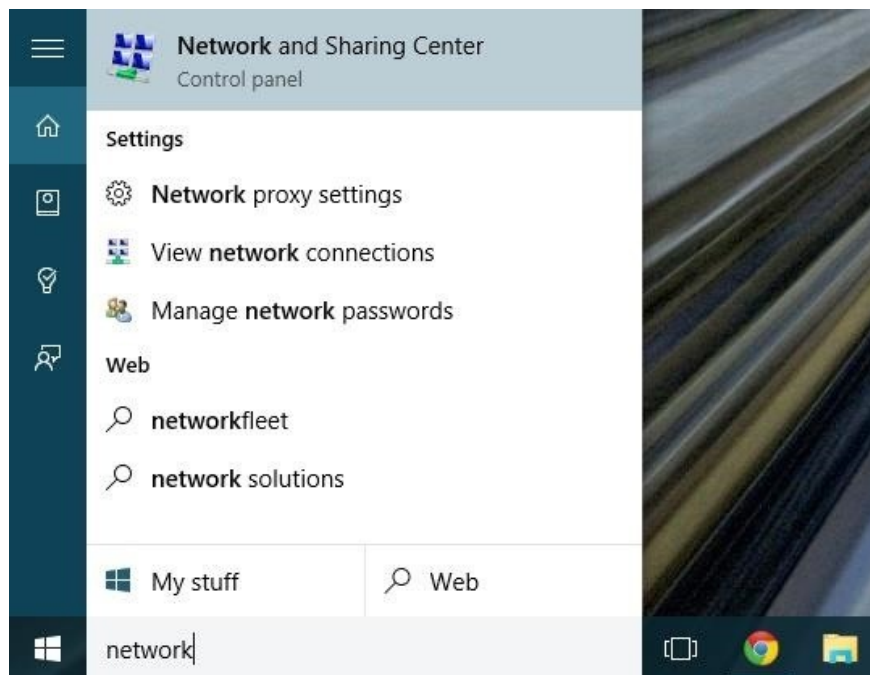 Network and Sharing Center
Control panel
Settings
Network proxy settings
View network connections
Manage network passwords
Web
networkfleet
network solutions
My stuff
Web
network